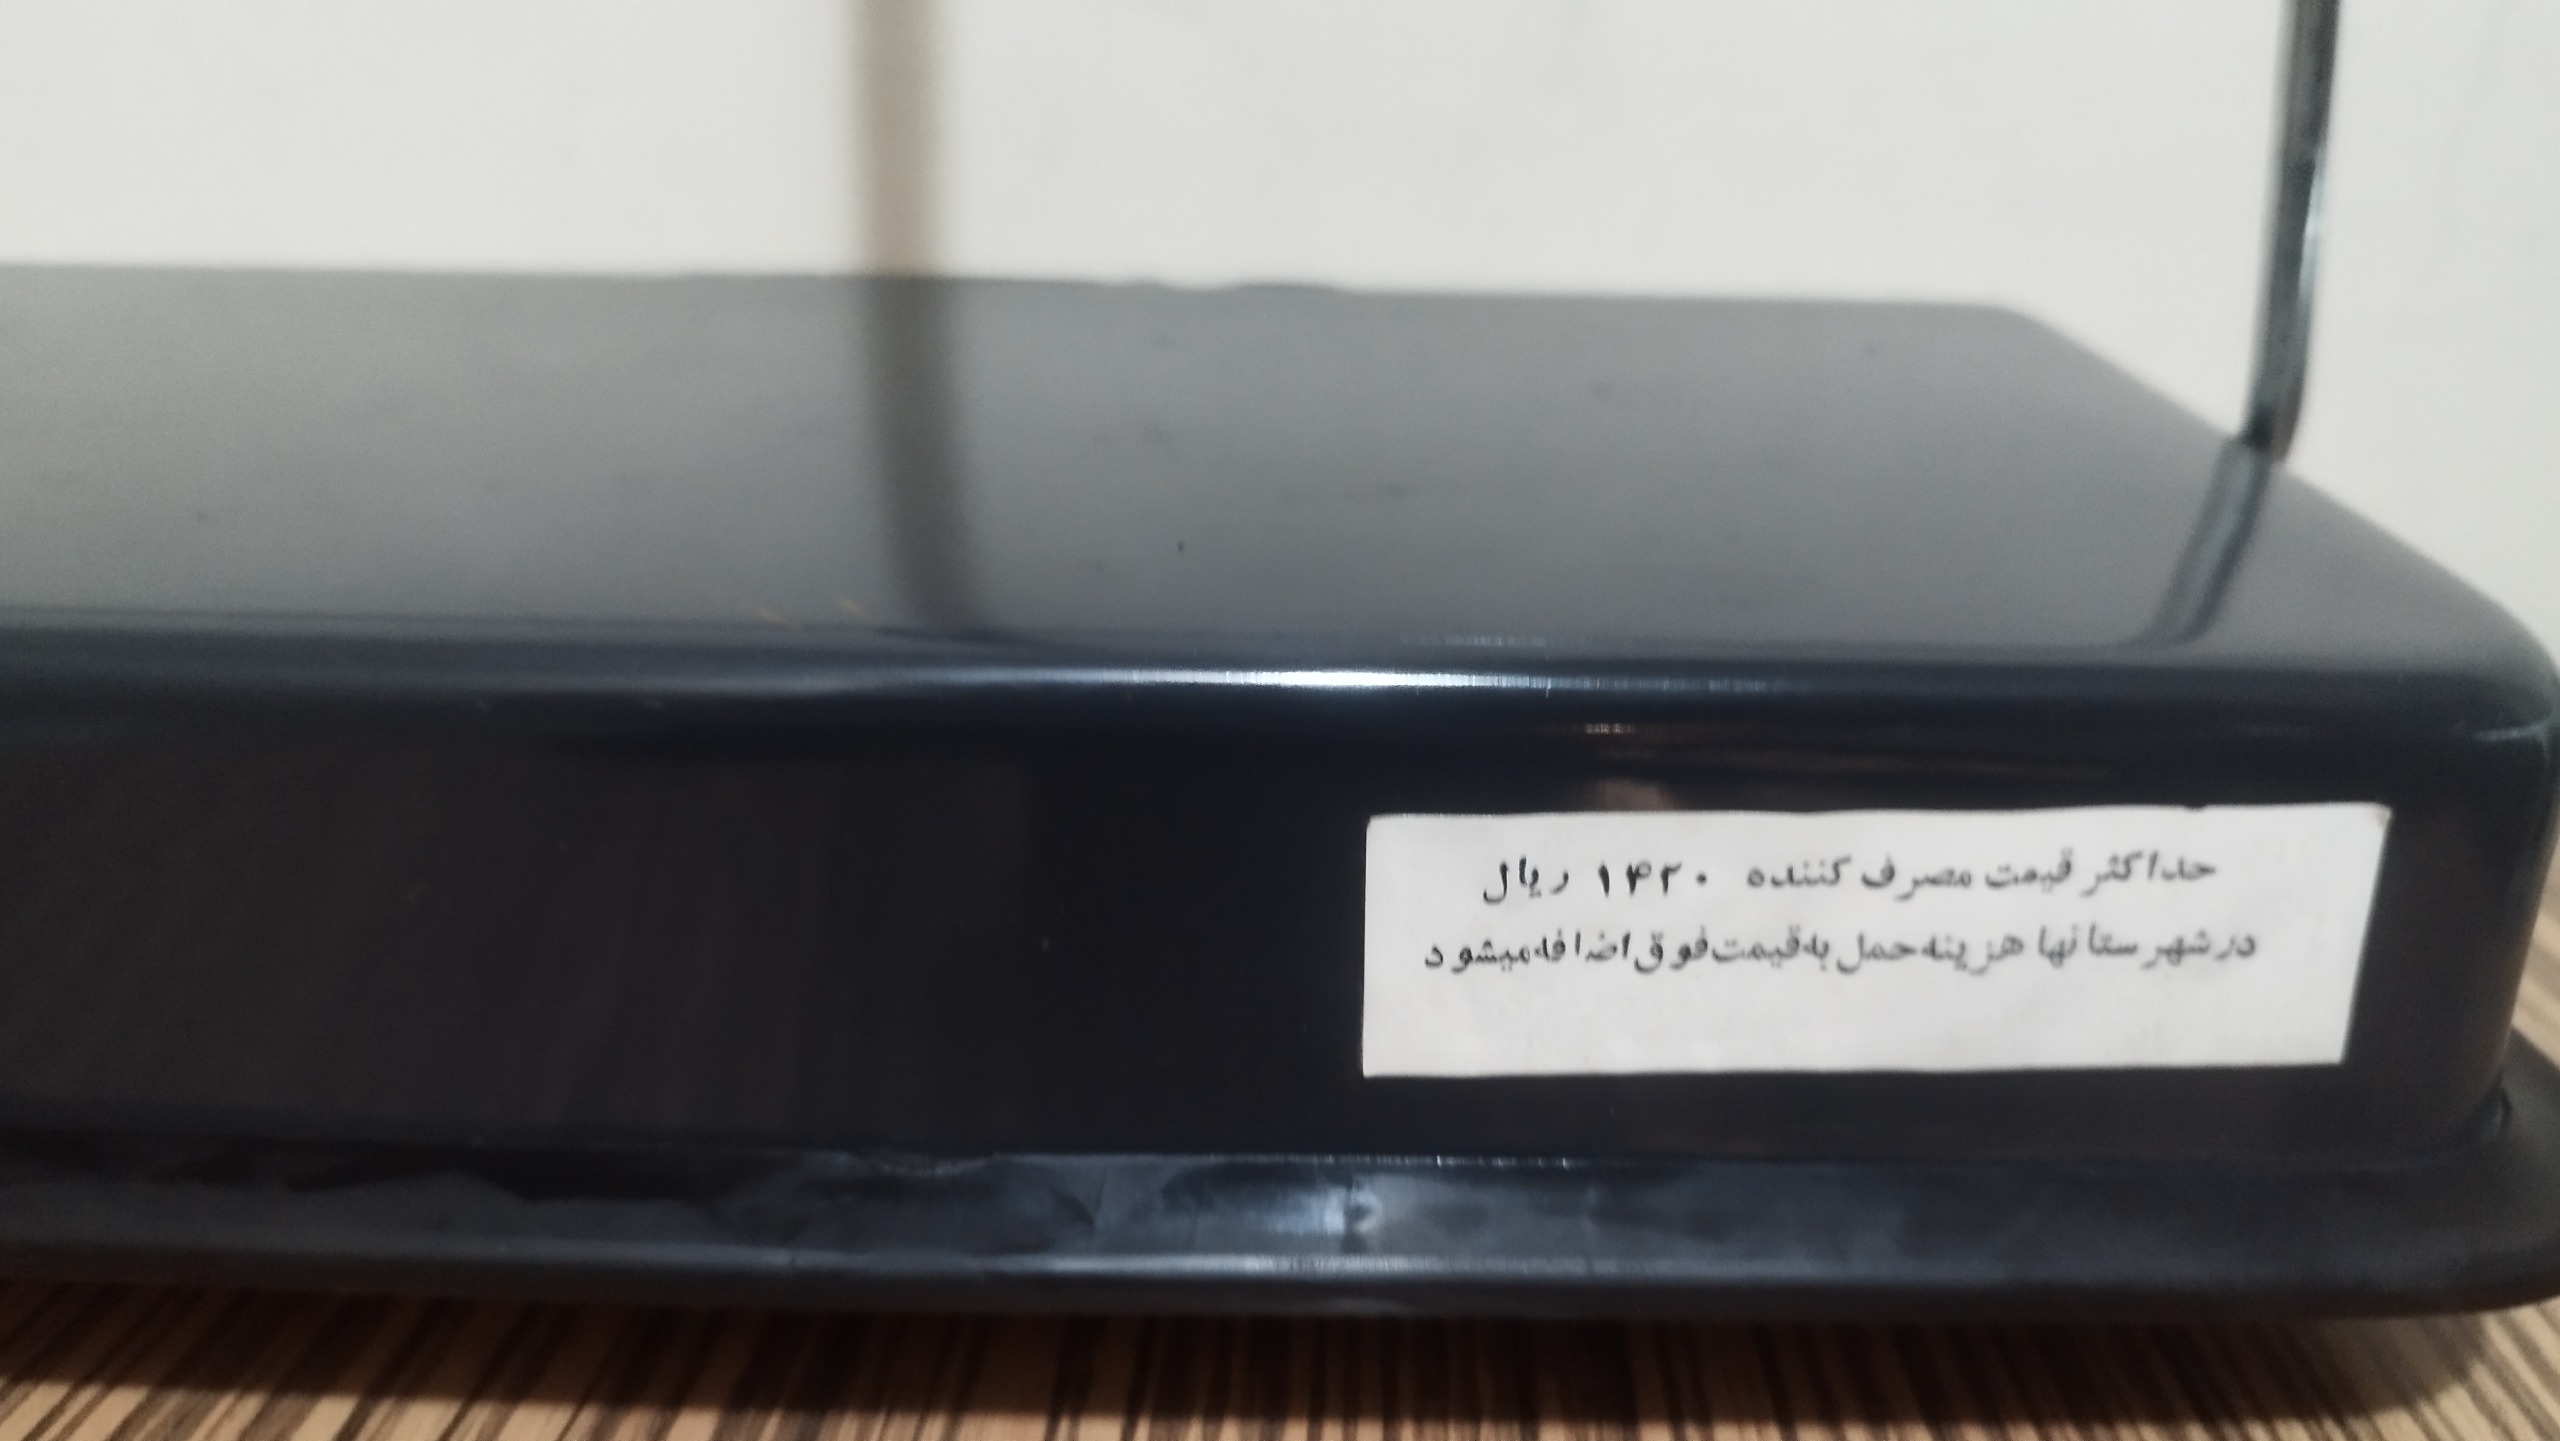 حداکثر قیمت مصرف کننده ۱۴۲۰ ریال
درشهرستانها هزینه حمل به قیمت فوق اضافه میشود